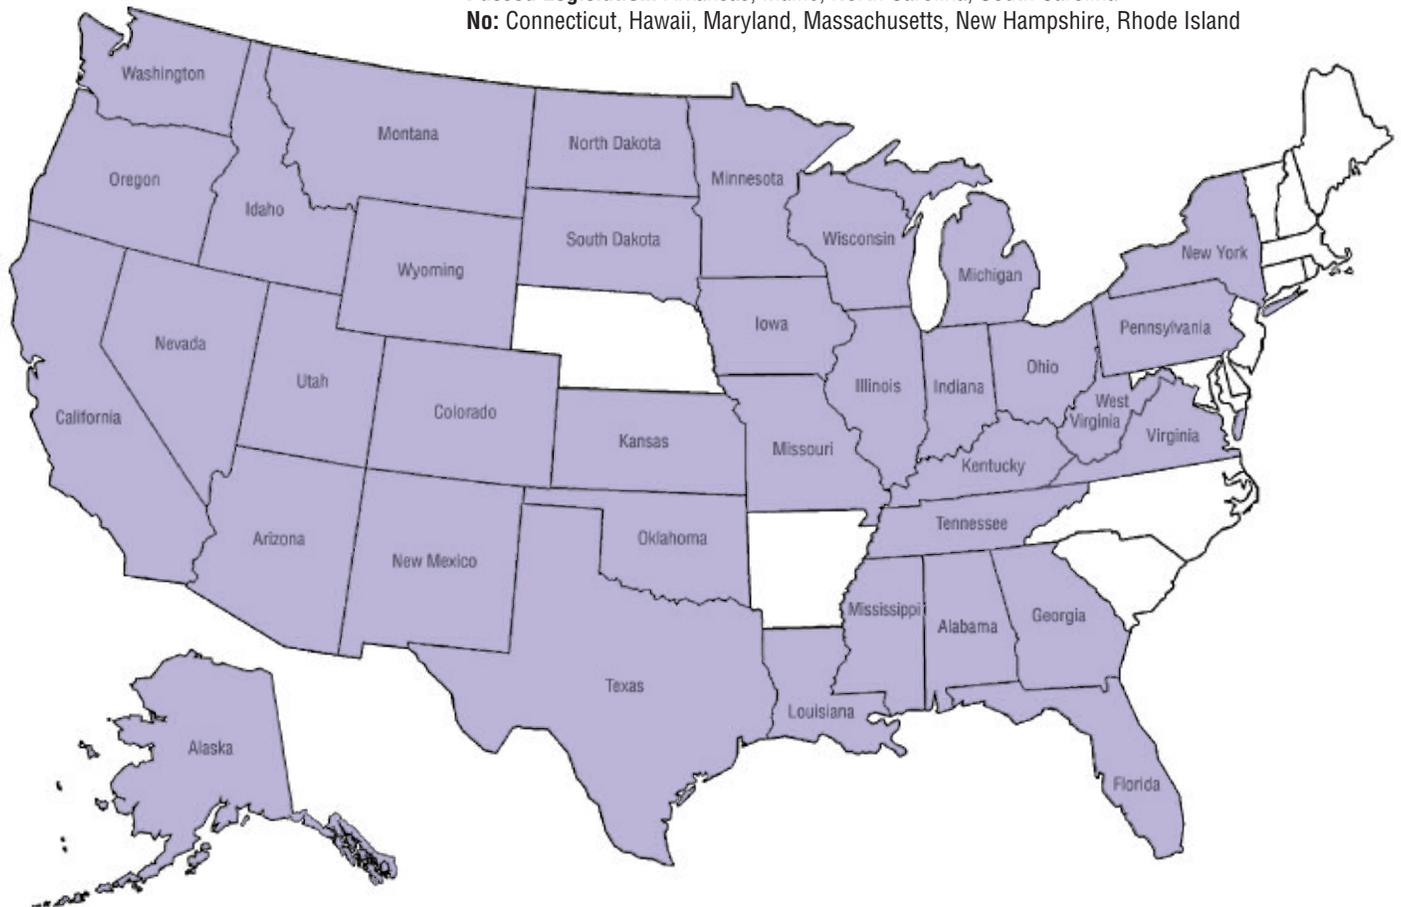 No: Connecticut, Hawaii, Maryland, Massachusetts, New Hampshire, Rhode Island
Washington
Montana
North Dakota
Minnesota
Oregon
Idaho
South Dakota
Wisconsin
New York
Wyoming
Michigan
Iowa
Pennsylvania
Nevada
Utah
Ohio
Illinois
Indiana
California
Colorado
West
Virginia
Virginia
Kansas
Missouri
Kentucky
Tennessee
Arizona
Oklahoma
New Mexico
Mississippi
Alabama
Georgia
Texas
Louisiana
Alaska
Florida